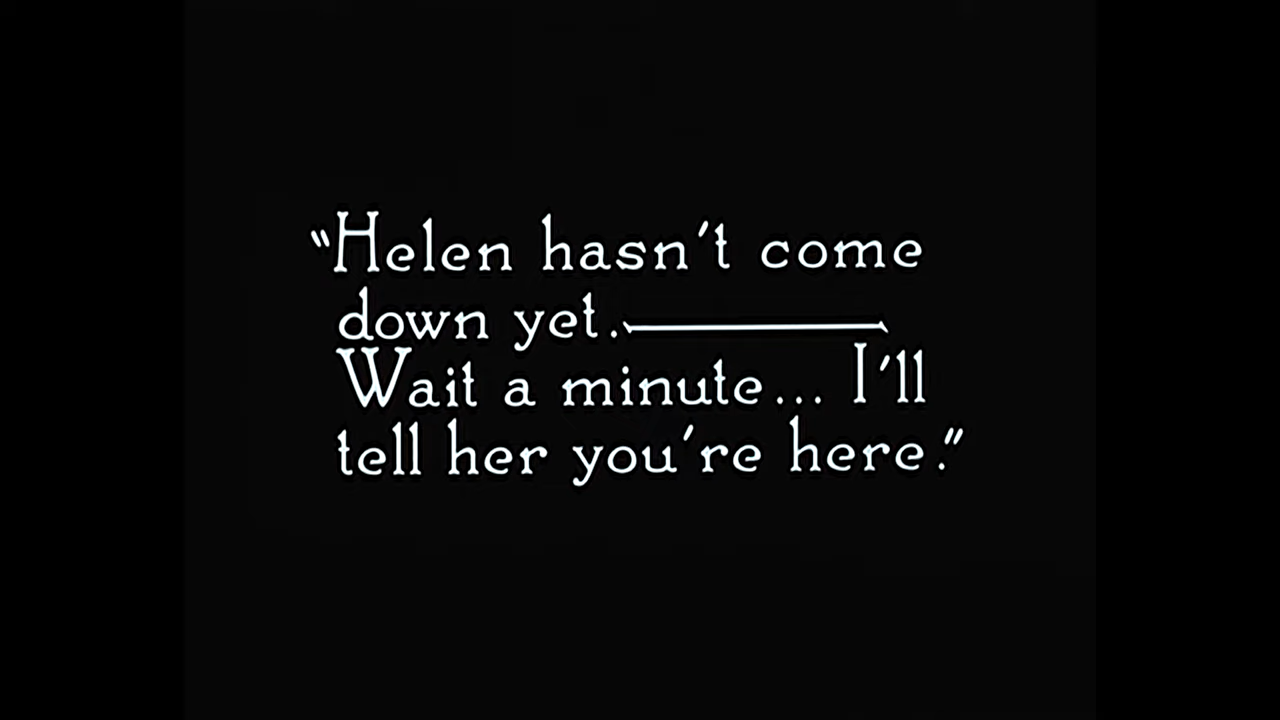 "Helen hasn't come
down yet.
Wait a minute... I'll
tell her you're here."